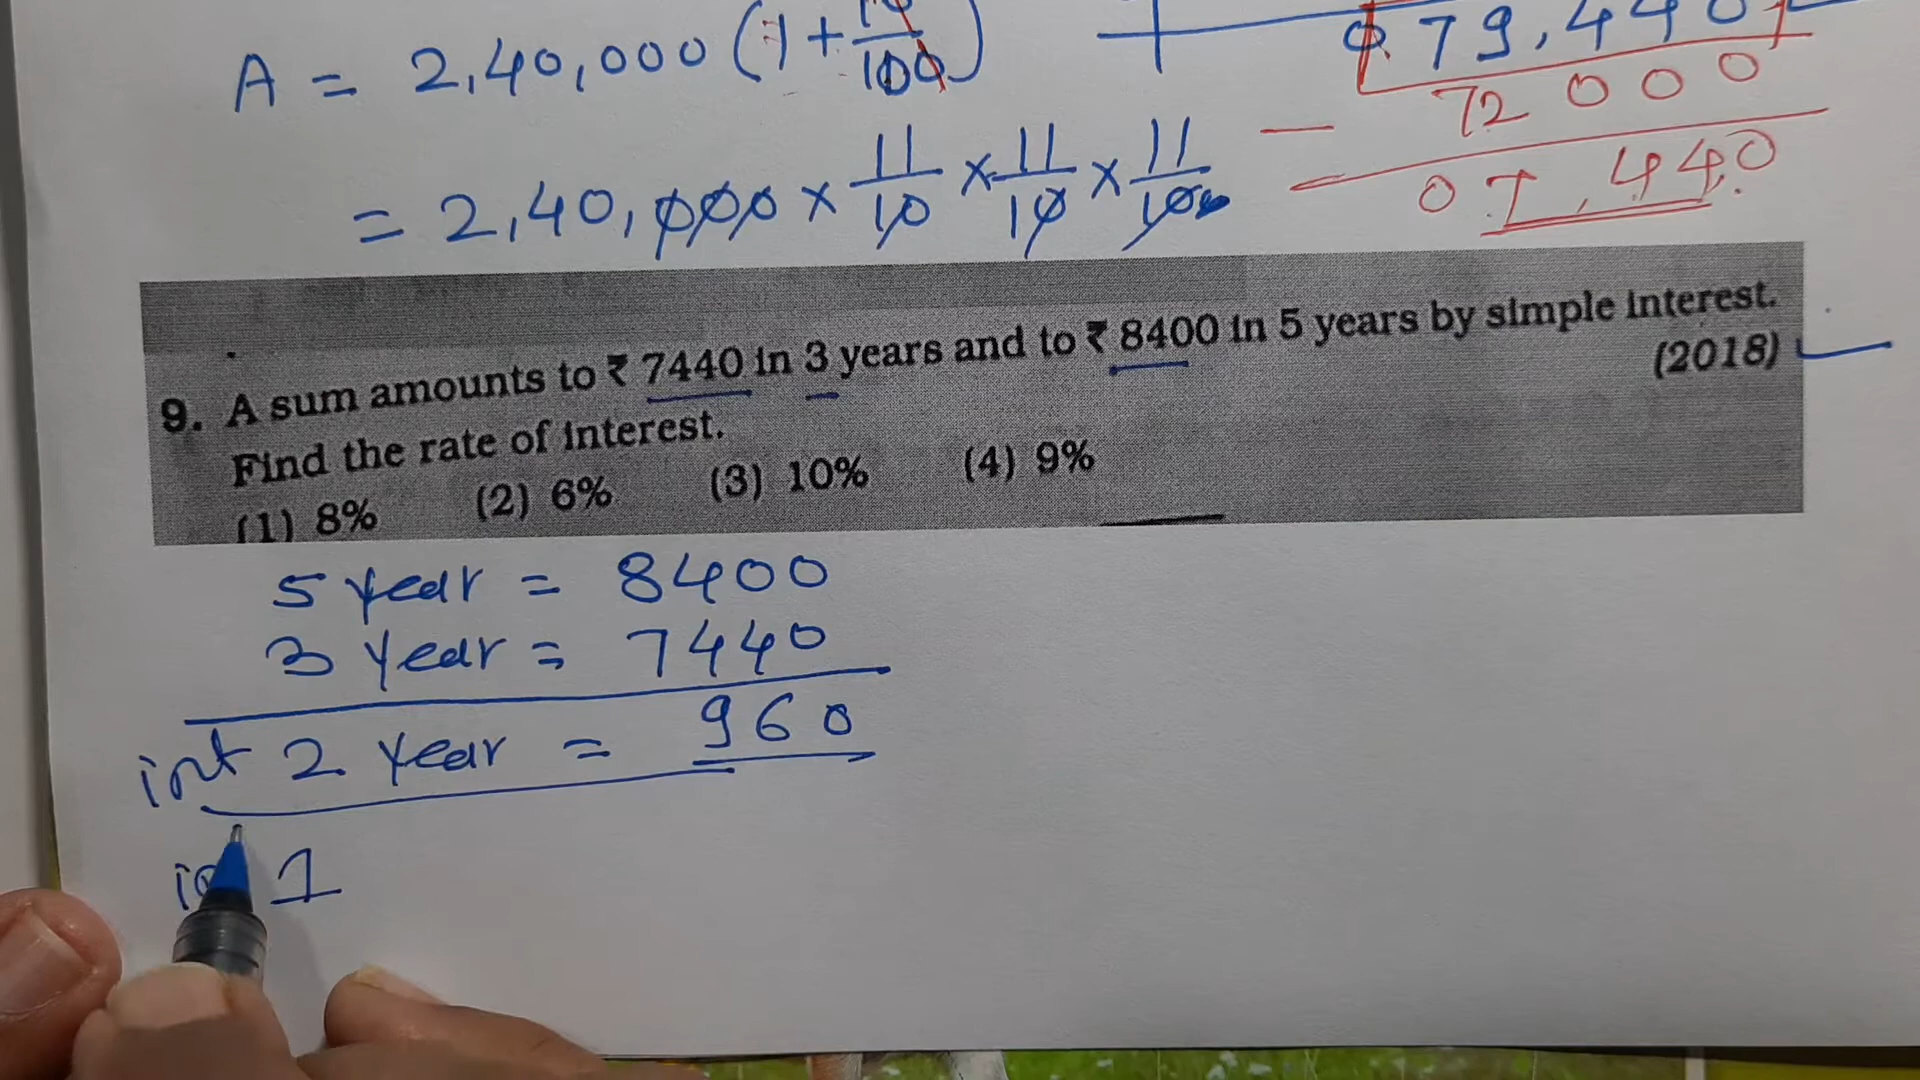 A = 2,40,000 (1+10/100)
79,440
72000
= 2,40,000 × 11/10 × 11/10 × 11/10
07,440
9. A sum amounts to ₹ 7440 in 3 years and to ₹ 8400 in 5 years by simple interest.
(2018)
Find the rate of interest.
(1) 8% (2) 6% (3) 10% (4) 9%
5 year = 8400
3 year = 7440
int 2 year = 960
1